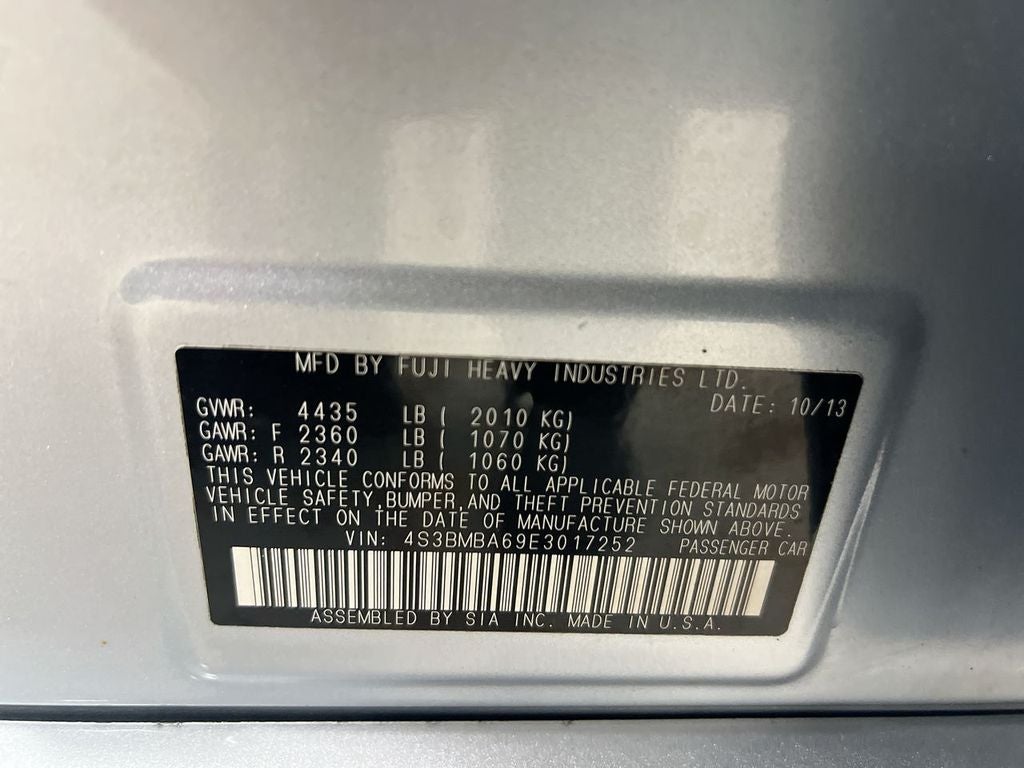 MFD BY FUJI HEAVY INDUSTRIES LTD.
DATE: 10/13
GVWR: 4435 LB ( 2010 KG)
GAWR: F 2360 LB ( 1070 KG)
GAWR: R 2340 LB ( 1060 KG)
THIS VEHICLE CONFORMS TO ALL APPLICABLE FEDERAL MOTOR
VEHICLE SAFETY,BUMPER,AND THEFT PREVENTION STANDARDS
IN EFFECT ON THE DATE OF MANUFACTURE SHOWN ABOVE.
VIN: 4S3BMBA69E3017252 PASSENGER CAR
ASSEMBLED BY SIA INC. MADE IN U.S.A.